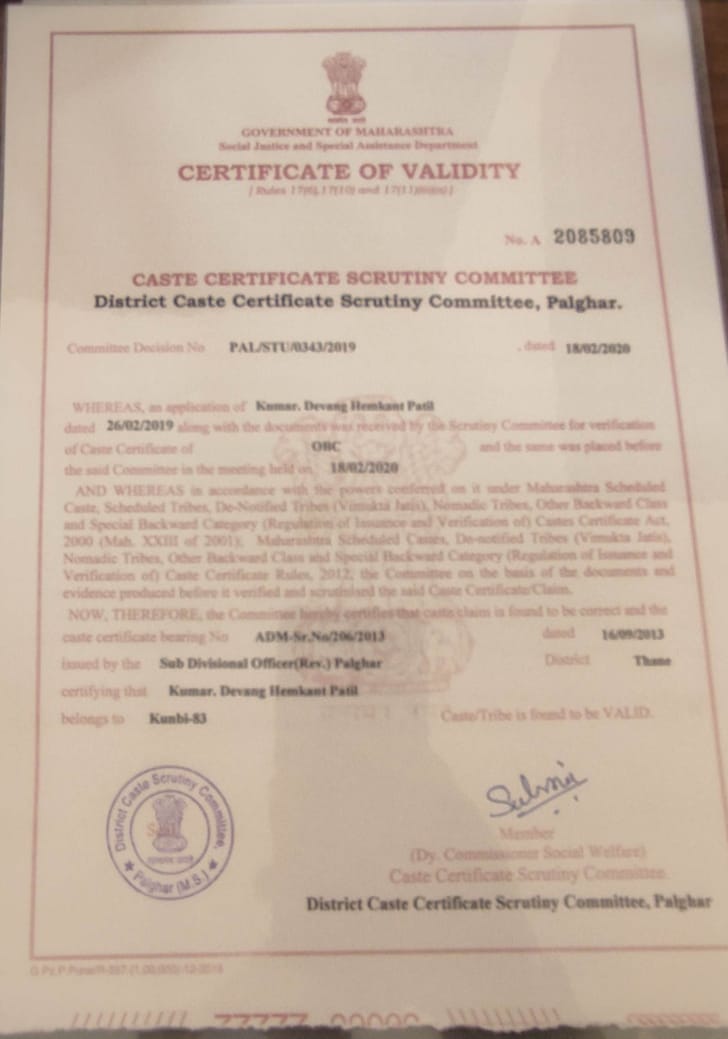 GOVERNMENT OF MAHARASHTRA
Social Justice and Special Assistance Department
CERTIFICATE OF VALIDITY
[ Rules 17(6),17(10) and 17(11)
No. A 2085809
CASTE CERTIFICATE SCRUTINY COMMITTEE
District Caste Certificate Scrutiny Committee, Palghar.
Committee Decision No PAL/STU/0343/2019 , dated 18/02/2020
WHEREAS, an application of Kumar. Devang Hemkant Patil
dated 26/02/2019 along with the documents was received by the Scrutiny Committee for verification
of Caste Certificate of OBC and the same was placed before
the said Committee in the meeting held on 18/02/2020
AND WHEREAS in accordance with the powers conferred on it under Maharashtra Scheduled
Caste, Scheduled Tribes, De-Notified Tribes (Vimukta Jatis), Nomadic Tribes, Other Backward Class
and Special Backward Category (Regulation of Issuance and Verification of) Castes Certificate Act,
2000 (Mah. XXIII of 2001), Maharashtra Scheduled Castes, De-notified Tribes (Vimukta Jatis),
Nomadic Tribes, Other Backward Class and Special Backward Category (Regulation of Issuance and
Verification of) Caste Certificate Rules, 2012, the Committee on the basis of the documents and
evidence produced before it verified and scrutinised the said Caste Certificate/Claim.
NOW, THEREFORE, the Committee hereby certifies that caste claim is found to be correct and the
caste certificate bearing No ADM-Sr.No/206/2013 dated 16/09/2013
issued by the Sub Divisional Officer(Rev.) Palghar District Thane
certifying that Kumar. Devang Hemkant Patil
belongs to Kunbi-83 Caste/Tribe is found to be VALID.
District Caste Scrutiny Committee,
Palghar (M.S.)
Member
(Dy. Commissioner Social Welfare)
Caste Certificate Scrutiny Committee.
District Caste Certificate Scrutiny Committee, Palghar